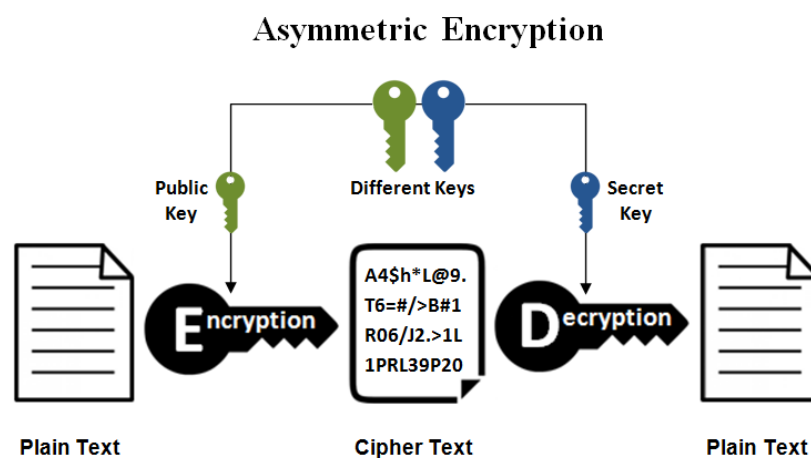 Asymmetric Encryption
Public
Key
Different Keys
Secret
Key
Encryption
A4$h*L@9.
T6=#/>B#1
R06/J2.>1L
1PRL39P20
Decryption
Plain Text
Cipher Text
Plain Text